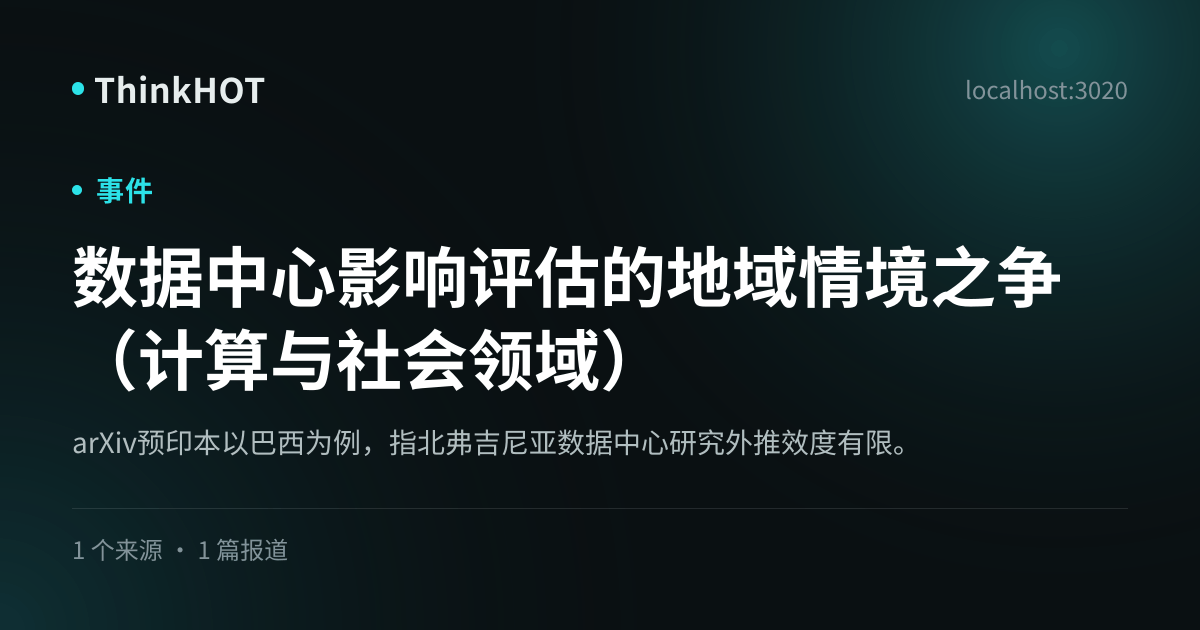 ThinkHOT
localhost:3020
事件
数据中心影响评估的地域情境之争
（计算与社会领域）
arXiv预印本以巴西为例，指北弗吉尼亚数据中心研究外推效度有限。
1 个来源 · 1 篇报道